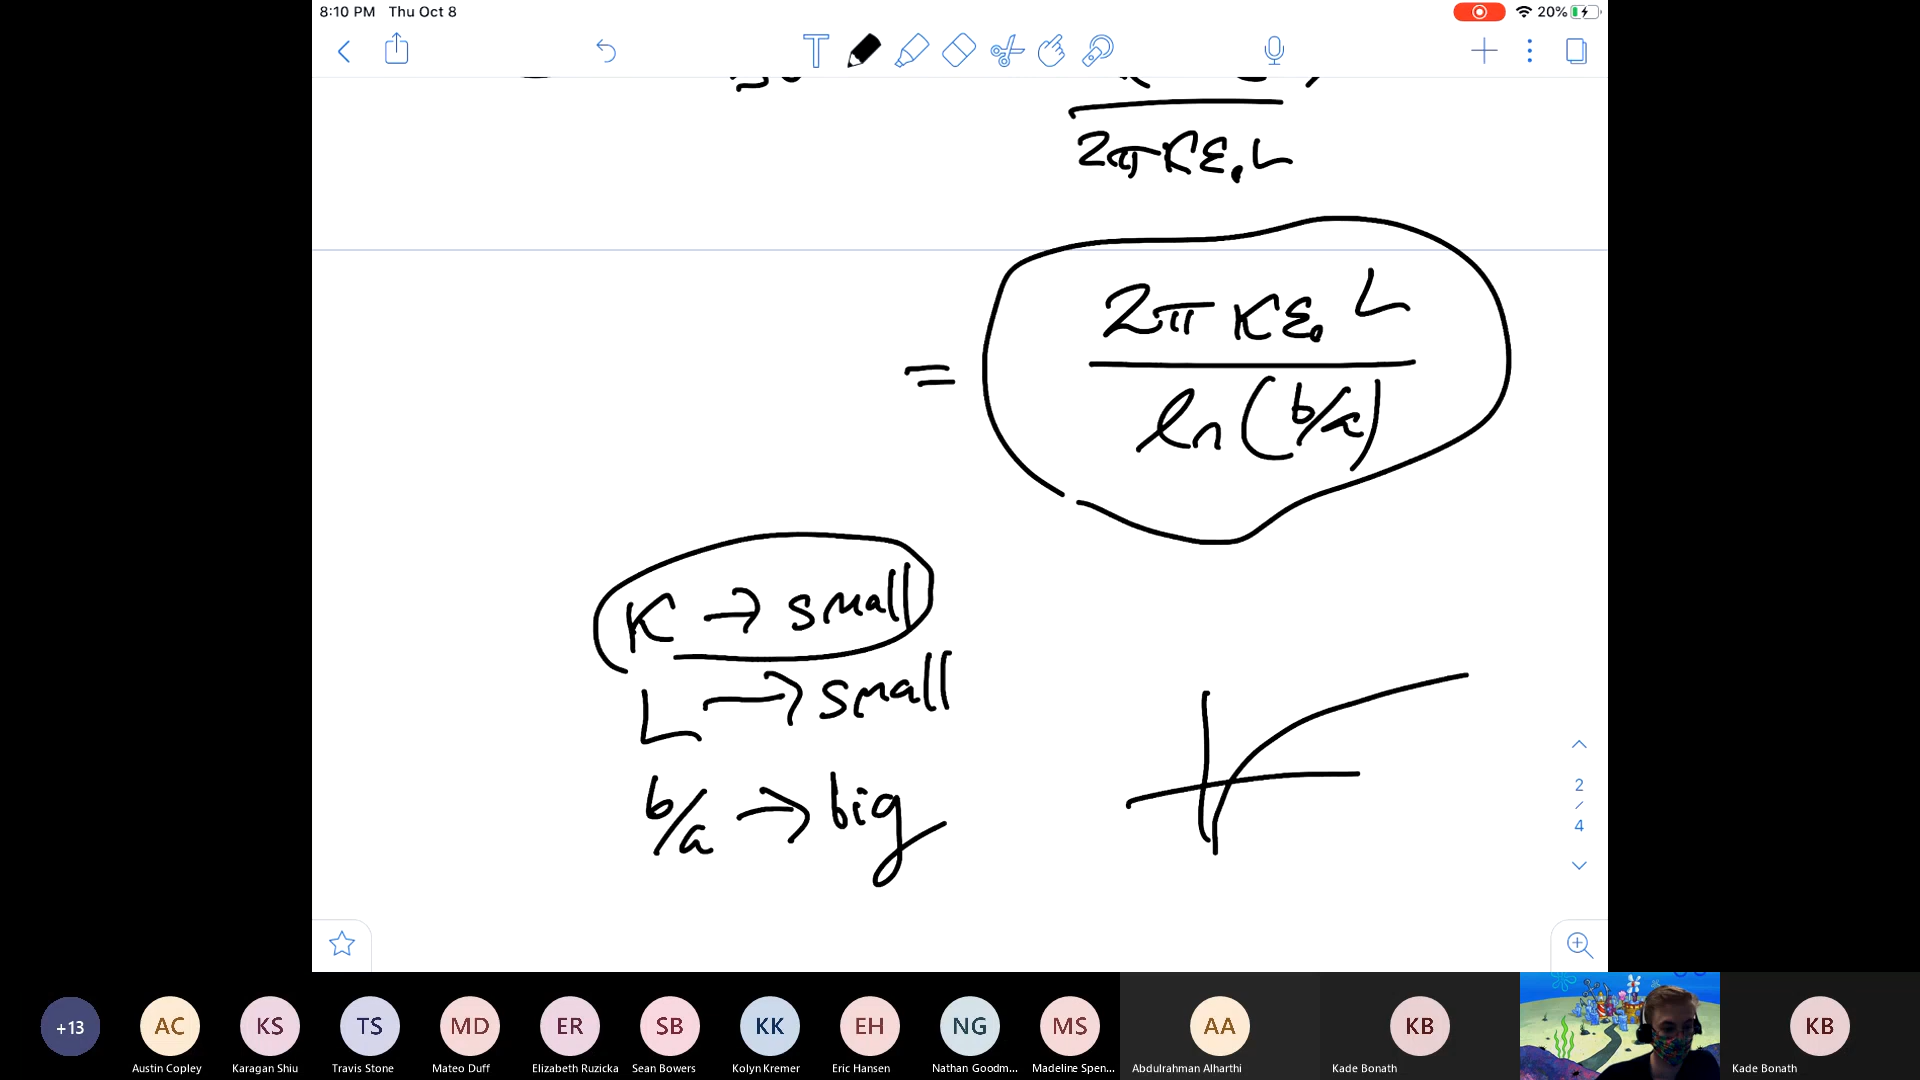 8:10 PM Thu Oct 8
20%
T
2πκε₀L
= 2πκε₀L
ln(b/a)
κ → small
L → small
b/a → big
2
/
4
+13
AC
KS
TS
MD
ER
SB
KK
EH
NG
MS
AA
KB
KB
Austin Copley
Karagan Shiu
Travis Stone
Mateo Duff
Elizabeth Ruzicka
Sean Bowers
Kolyn Kremer
Eric Hansen
Nathan Goodm...
Madeline Spen...
Abdulrahman Alharthi
Kade Bonath
Kade Bonath